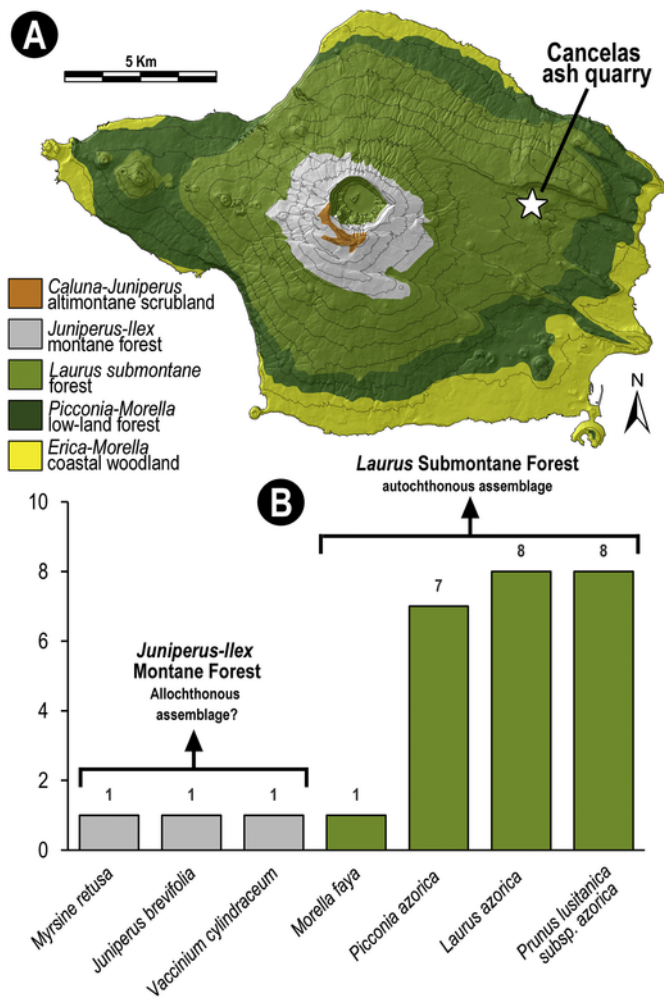 A
5 Km
Cancelas
ash quarry
Caluna-Juniperus
altimontane scrubland
Juniperus-Ilex
montane forest
Laurus submontane
forest
Picconia-Morella
low-land forest
Erica-Morella
coastal woodland
N
B
Laurus Submontane Forest
autochthonous assemblage
Juniperus-Ilex
Montane Forest
Allochthonous
assemblage?
10
8
6
4
2
0
1
1
1
1
7
8
8
Myrsine retusa
Juniperus brevifolia
Vaccinium cylindraceum
Morella faya
Picconia azorica
Laurus azorica
Prunus lusitanica
subsp. azorica